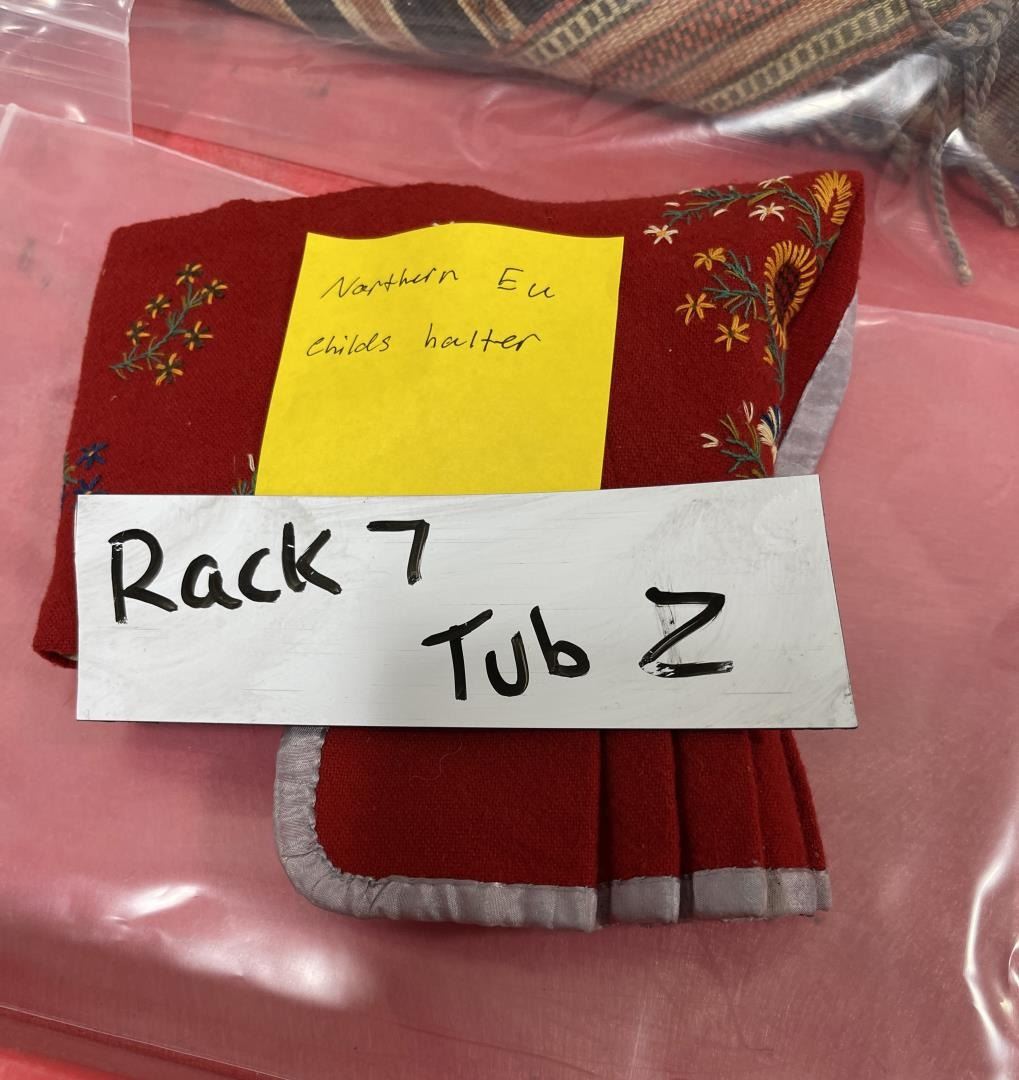 Northern Eu
childs halter
Rack 7
Tub Z